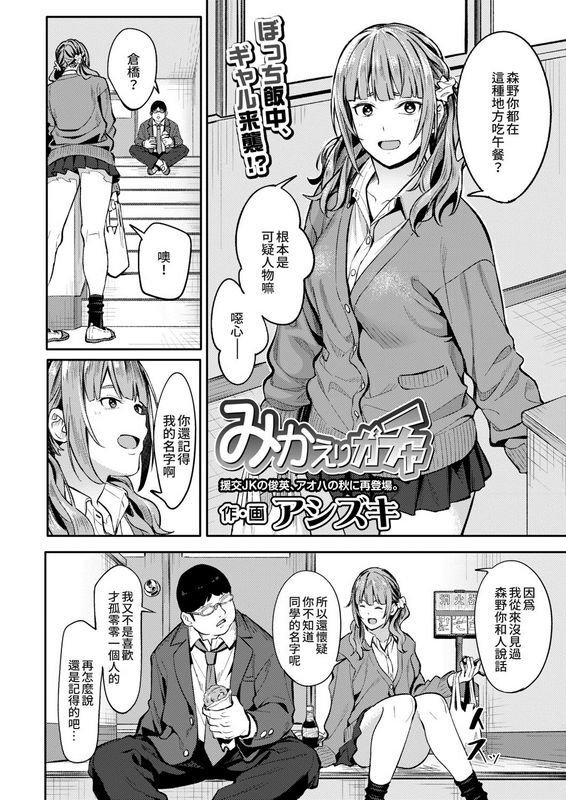 森野你都在
這種地方吃午餐？
ぼっち飯中、
ギャル来襲！？
根本是
可疑人物嘛
噁心—
みかえりガチャ
援交JKの俊英、アオハの秋に再登場。
作・画 アシズキ
倉橋？
噢！
你還記得
我的名字啊
因為
我從來沒見過
森野你和人說話
所以還懷疑
你不知道
同學的名字呢
我又不是喜歡
才孤零零一個人的
再怎麼說
還是記得的吧…
イスッ